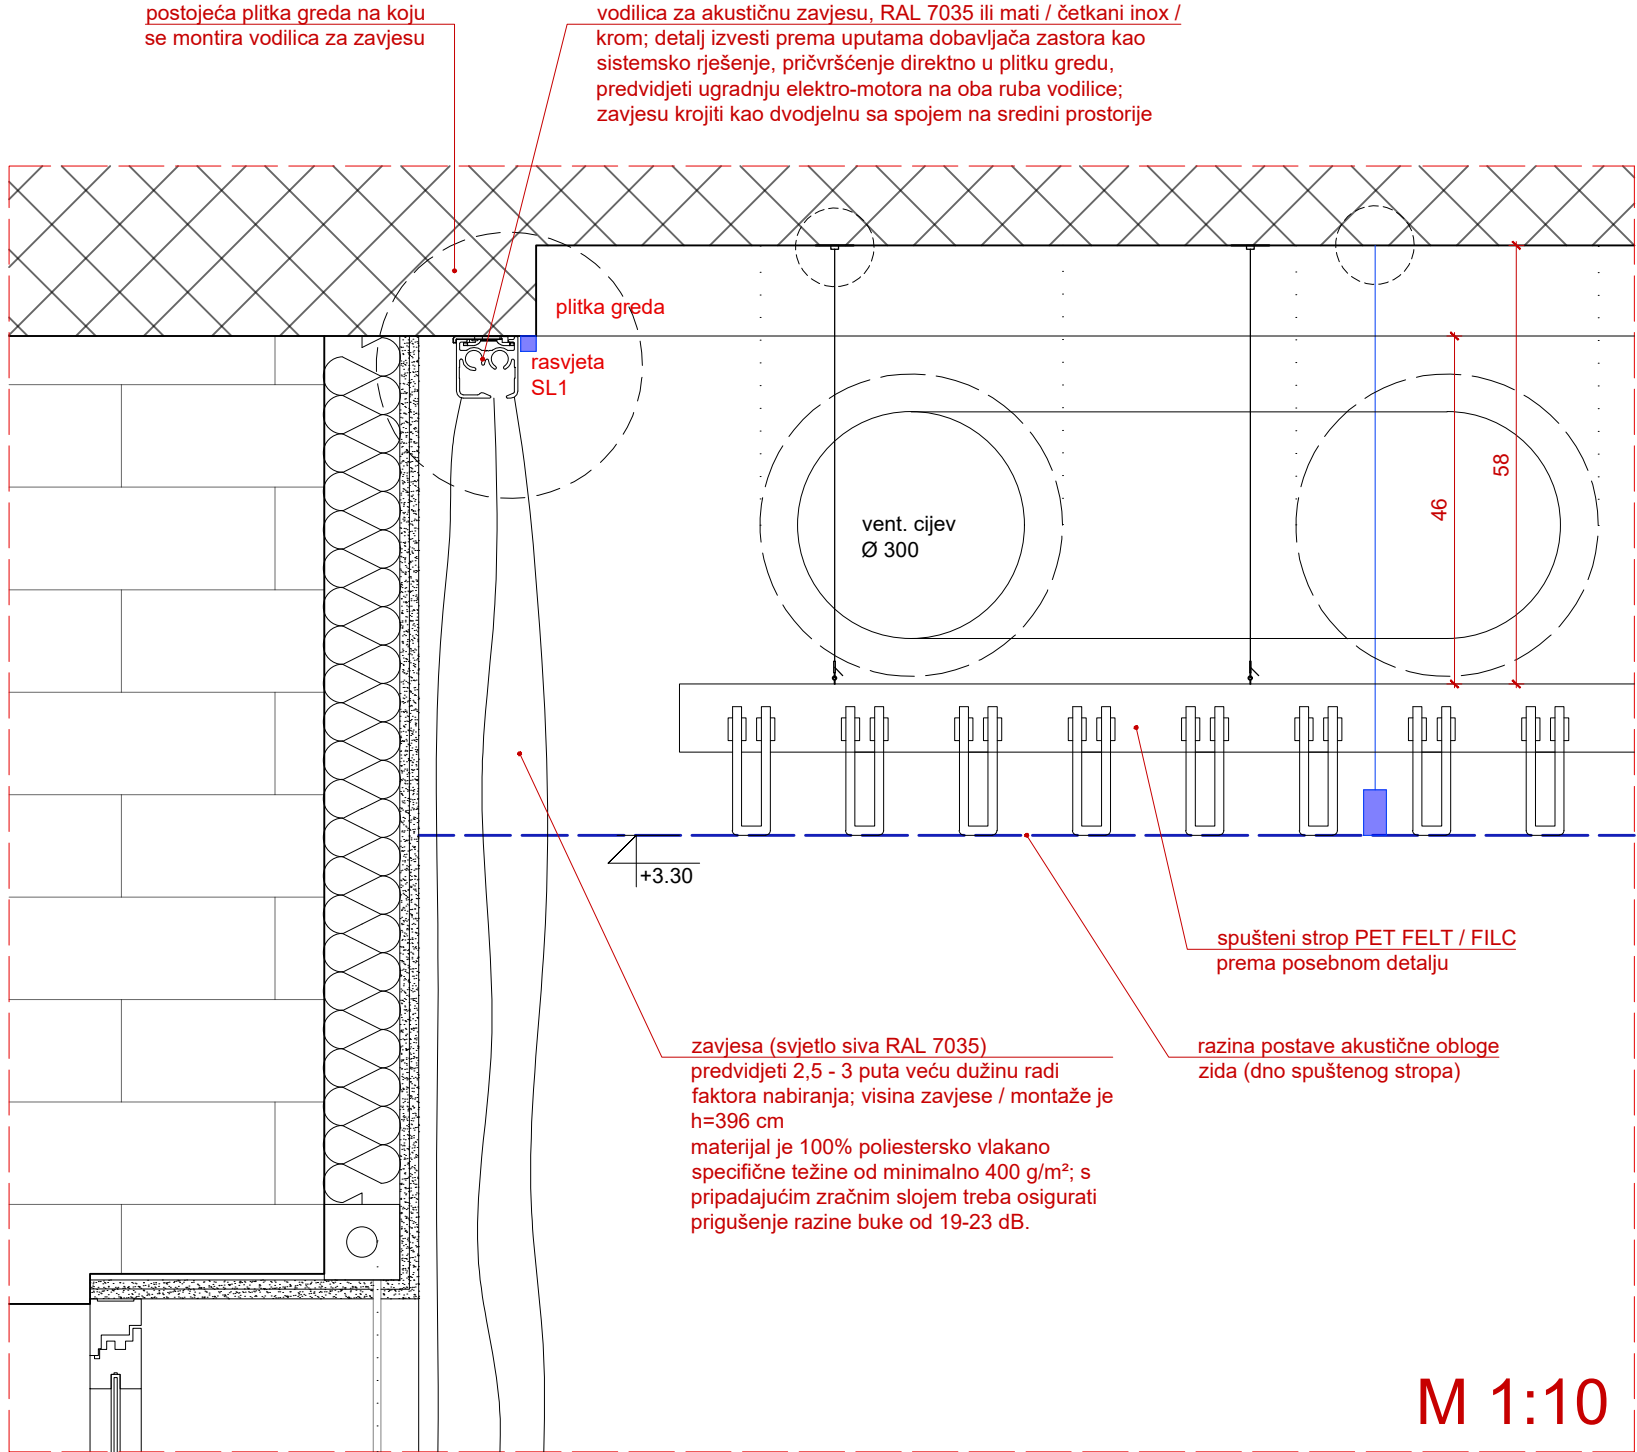 postojeća plitka greda na koju
se montira vodilica za zavjesu
vodilica za akustičnu zavjesu, RAL 7035 ili mati / četkani inox /
krom; detalj izvesti prema uputama dobavljača zastora kao
sistemsko rješenje, pričvršćenje direktno u plitku gredu,
predvidjeti ugradnju elektro-motora na oba ruba vodilice;
zavjesu krojiti kao dvodjelnu sa spojem na sredini prostorije
plitka greda
rasvjeta
SL1
vent. cijev
Ø 300
46
58
+3.30
spušteni strop PET FELT / FILC
prema posebnom detalju
zavjesa (svjetlo siva RAL 7035)
predvidjeti 2,5 - 3 puta veću dužinu radi
faktora nabiranja; visina zavjese / montaže je
h=396 cm
materijal je 100% poliestersko vlakano
specifične težine od minimalno 400 g/m²; s
pripadajućim zračnim slojem treba osigurati
prigušenje razine buke od 19-23 dB.
razina postave akustične obloge
zida (dno spuštenog stropa)
M 1:10